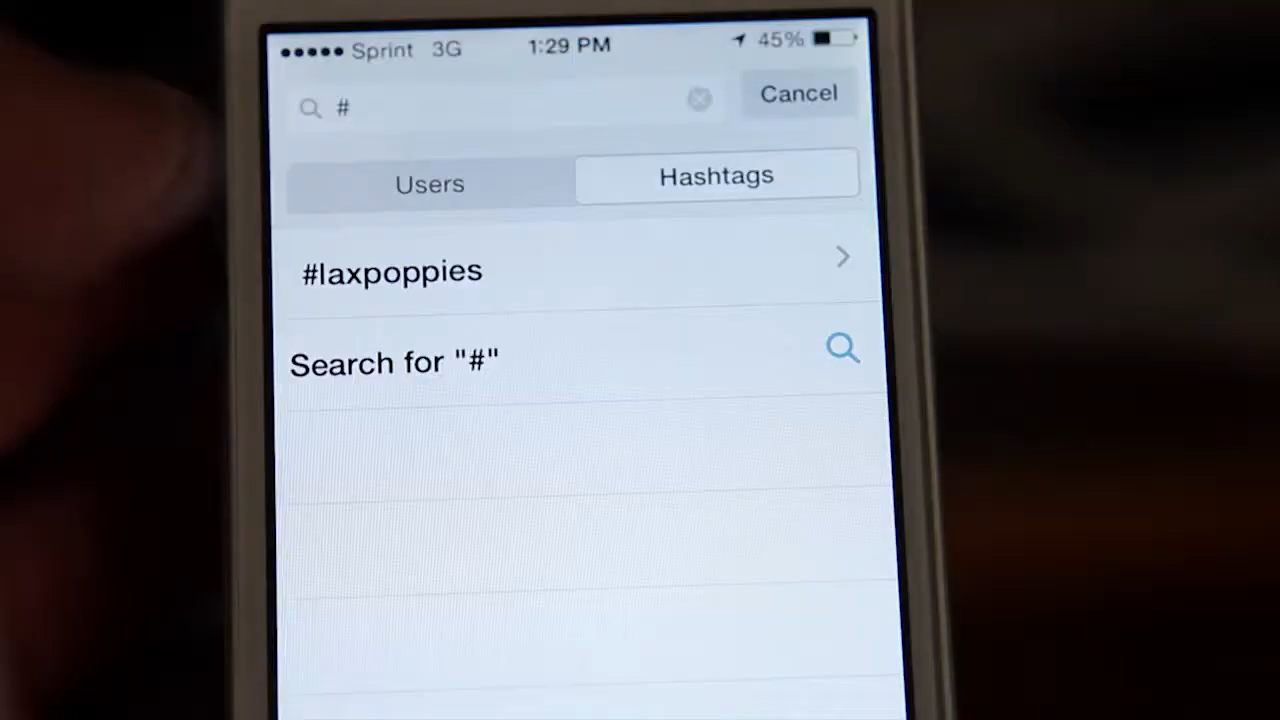 Sprint 3G 1:29 PM 45%
# Cancel
Users Hashtags
#laxpoppies
Search for "#"